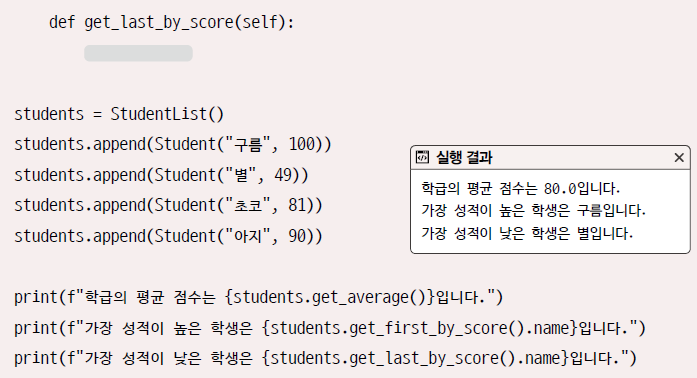 def get_last_by_score(self):
students = StudentList()
students.append(Student("구름", 100))
students.append(Student("별", 49))
students.append(Student("초코", 81))
students.append(Student("아지", 90))
실행 결과
학급의 평균 점수는 80.0입니다.
가장 성적이 높은 학생은 구름입니다.
가장 성적이 낮은 학생은 별입니다.
print(f"학급의 평균 점수는 {students.get_average()}입니다.")
print(f"가장 성적이 높은 학생은 {students.get_first_by_score().name}입니다.")
print(f"가장 성적이 낮은 학생은 {students.get_last_by_score().name}입니다.")